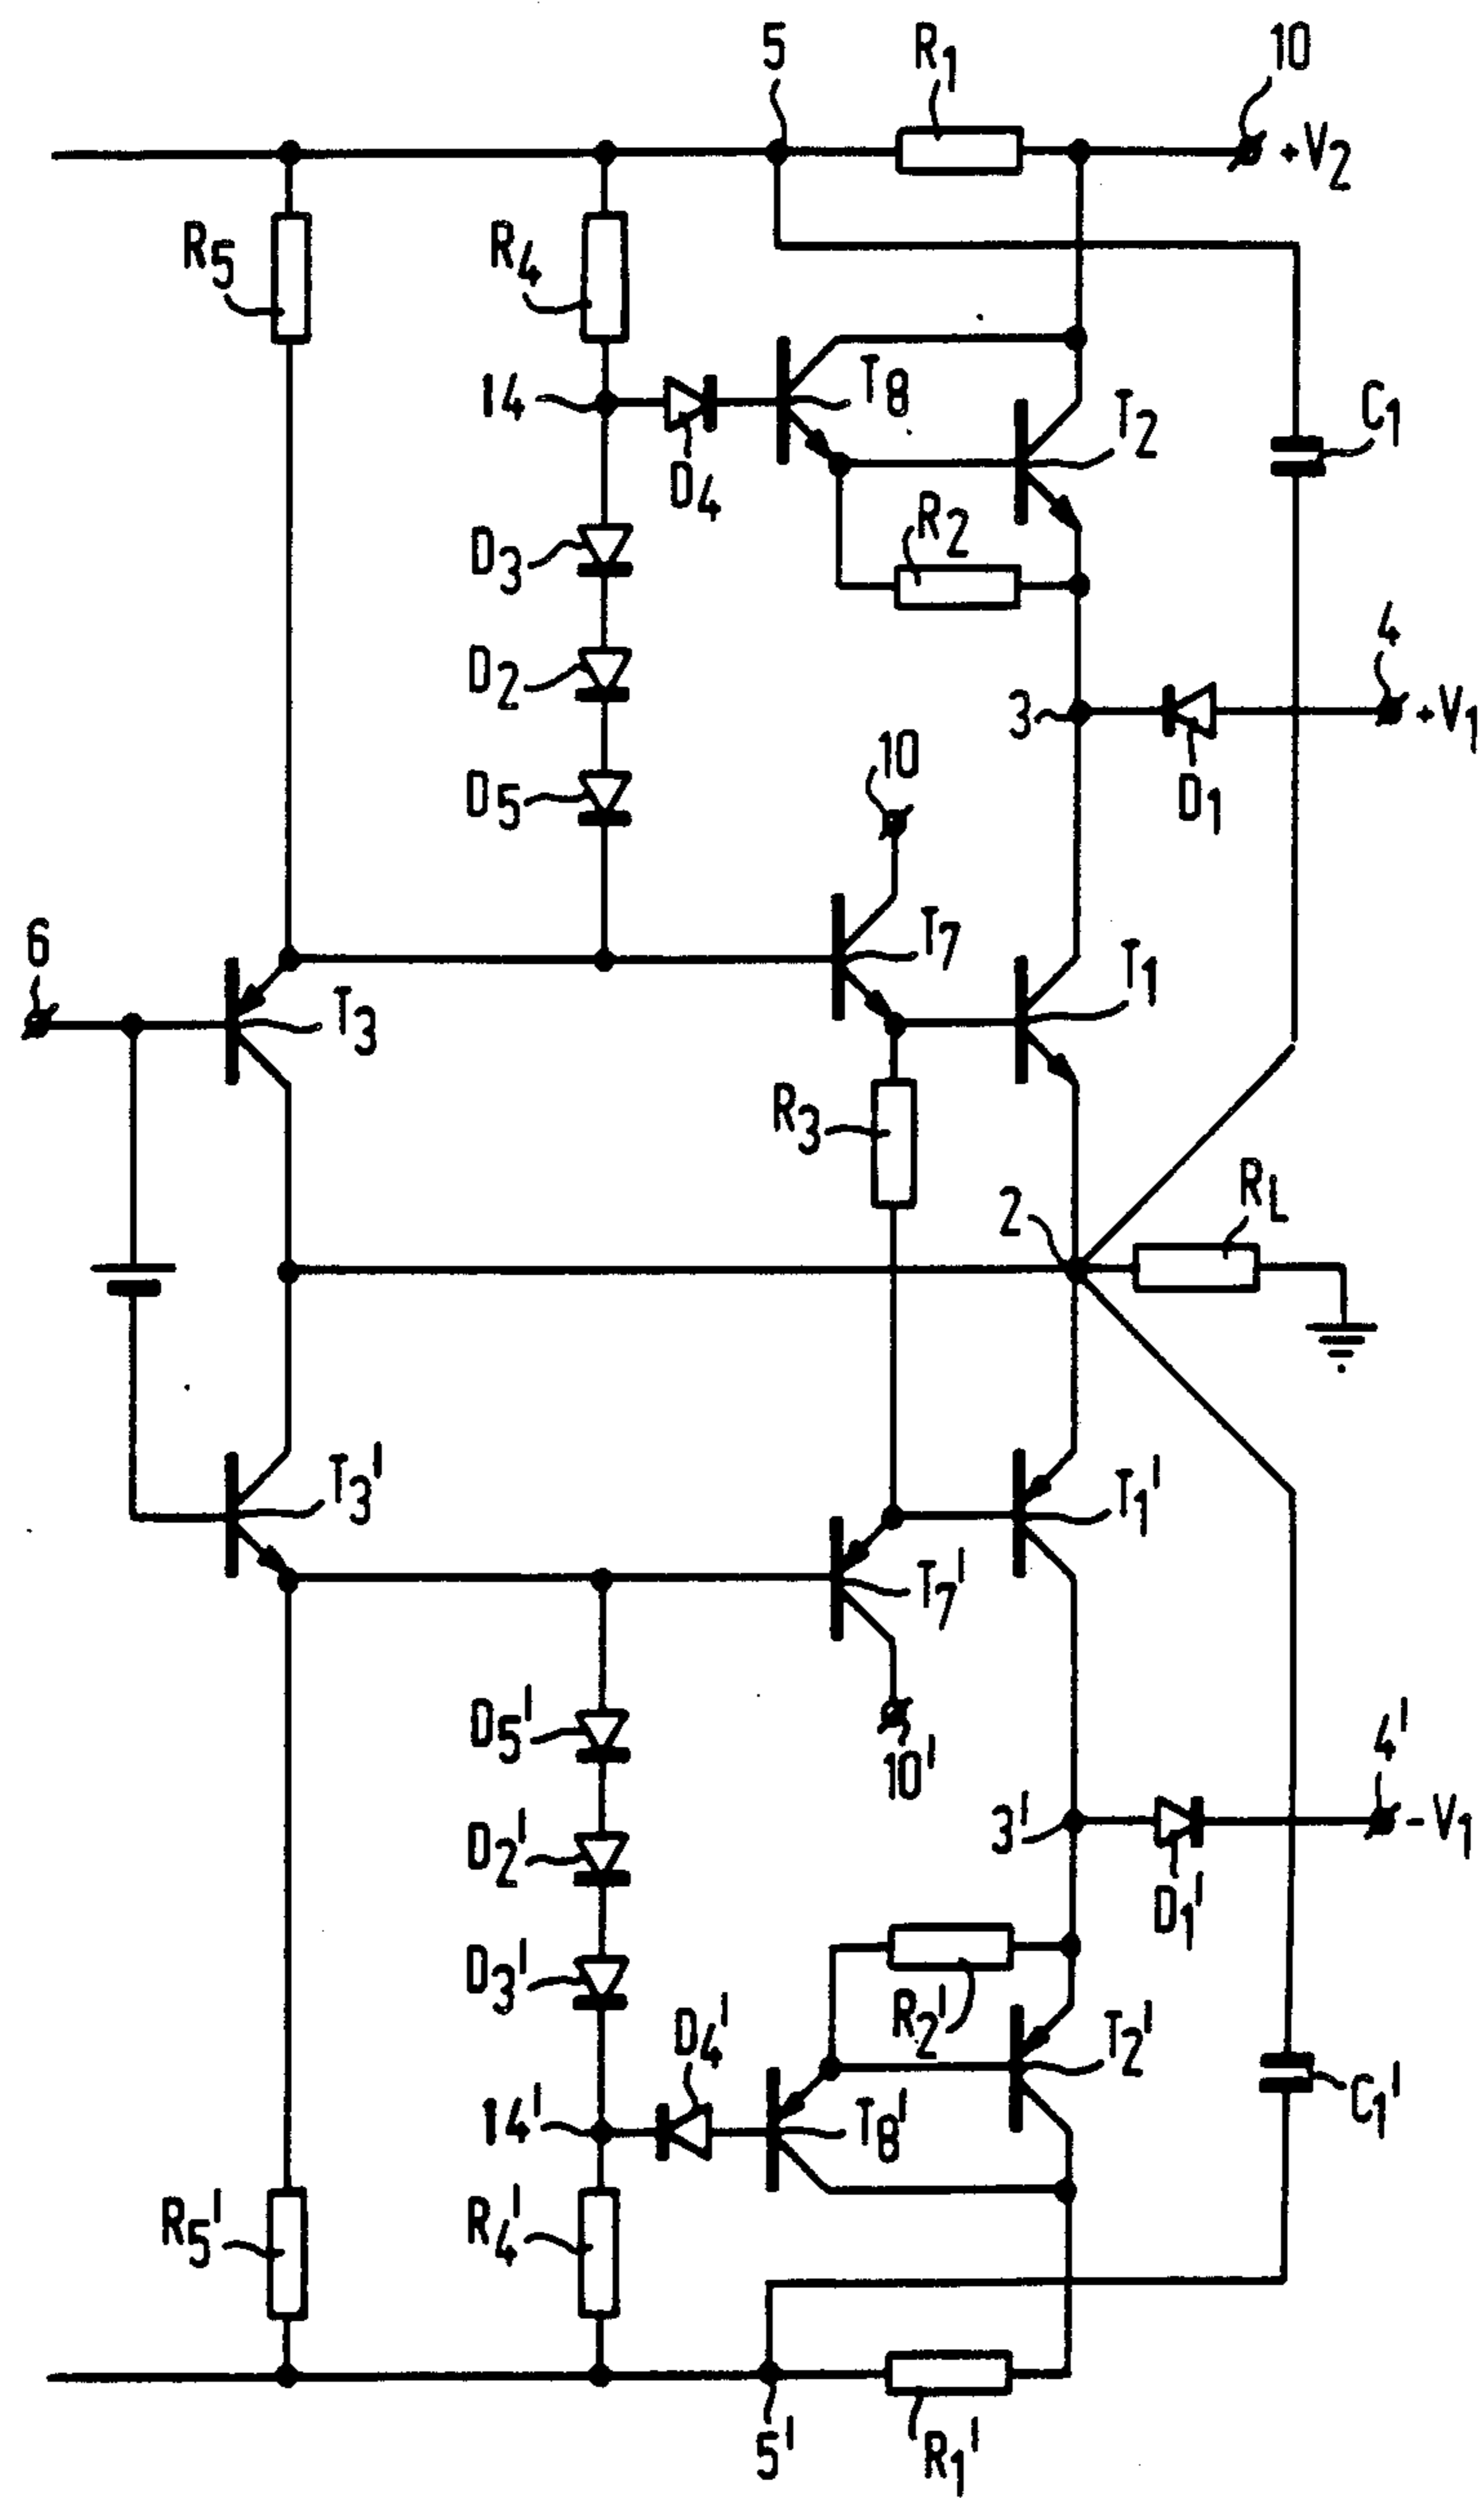 5 R1 10
+V2
R5 R4
14 T8 T2 C1
D4
R2
D3
4
D2
3 +V1
10
D5 D1
6 T7 T1
T3
R3
2 RL
T3' T1'
T7'
D5' 4'
10'
3' -V1
D2'
D1'
D3' R2'
D4' T2'
14' T8' C1'
R5' R4'
5' R1'